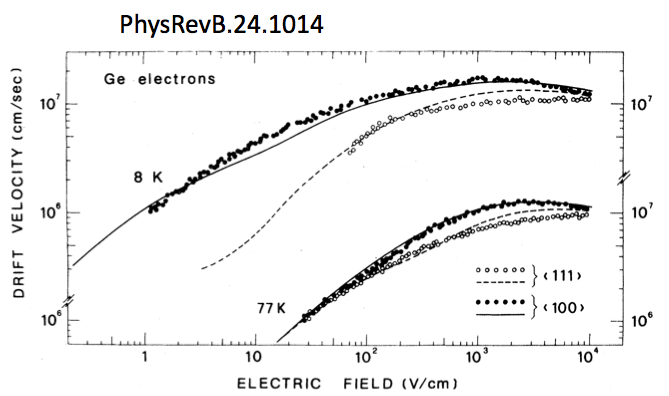 PhysRevB.24.1014
Ge electrons
DRIFT VELOCITY (cm/sec)
10⁷
10⁶
10⁶
10⁷
10⁶
8 K
77 K
○○○○○ } ⟨111⟩
●●●●● } ⟨100⟩
1 10 10² 10³ 10⁴
ELECTRIC FIELD (V/cm)